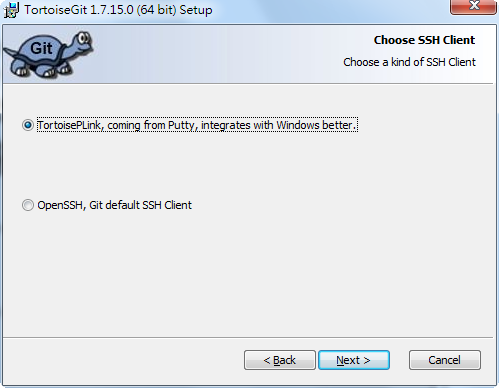 TortoiseGit 1.7.15.0 (64 bit) Setup
Git
Choose SSH Client
Choose a kind of SSH Client
TortoisePLink, coming from Putty, integrates with Windows better.
OpenSSH, Git default SSH Client
< Back
Next >
Cancel